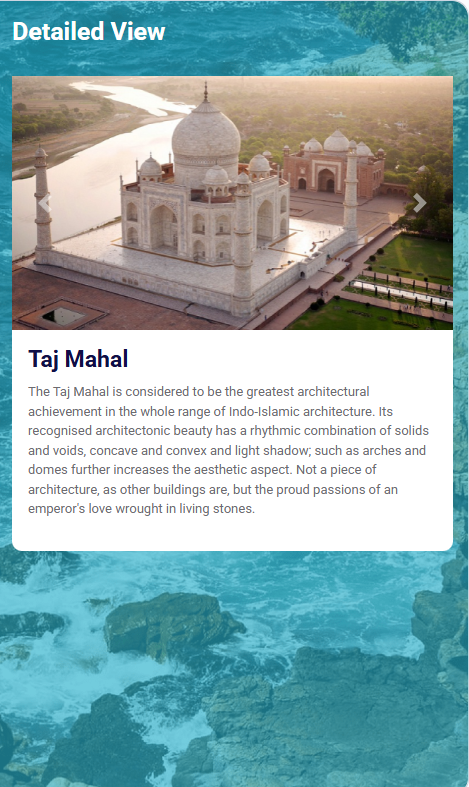 Detailed View
Taj Mahal
The Taj Mahal is considered to be the greatest architectural
achievement in the whole range of Indo-Islamic architecture. Its
recognised architectonic beauty has a rhythmic combination of solids
and voids, concave and convex and light shadow; such as arches and
domes further increases the aesthetic aspect. Not a piece of
architecture, as other buildings are, but the proud passions of an
emperor's love wrought in living stones.